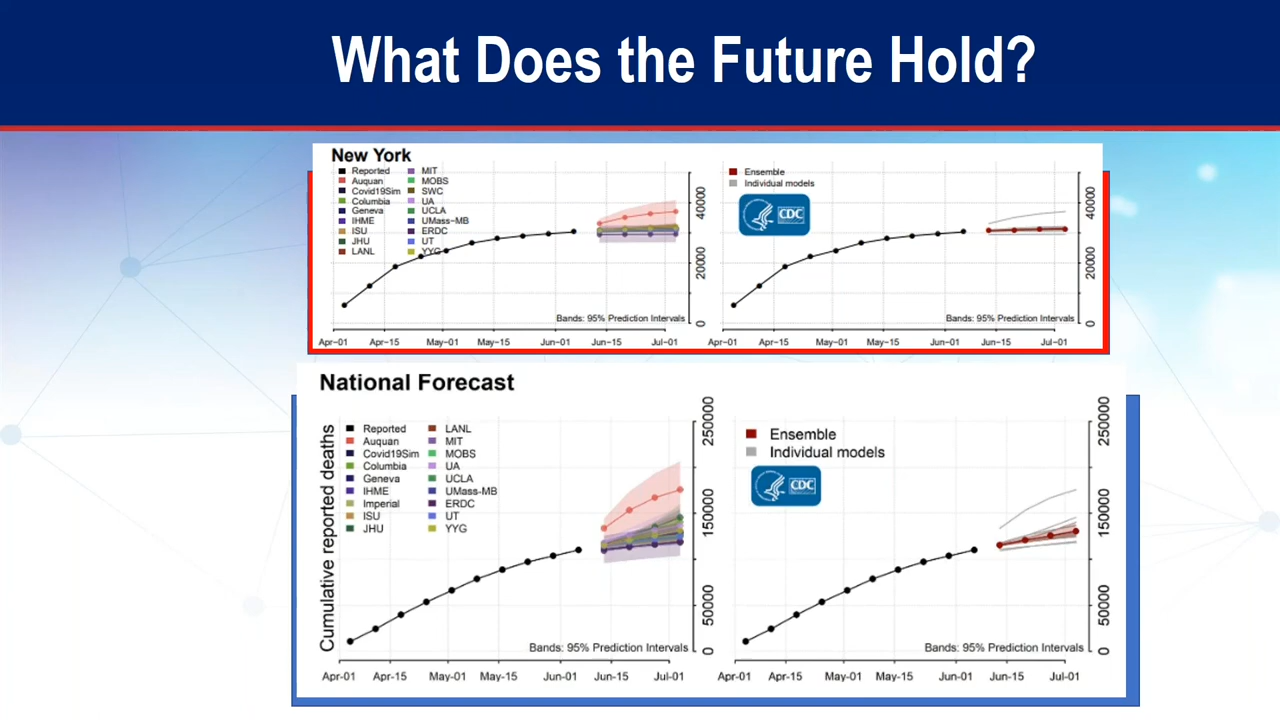 What Does the Future Hold?
New York
Reported
Auquan
Covid19Sim
Columbia
Geneva
IHME
ISU
JHU
LANL
MIT
MOBS
SWC
UA
UCLA
UMass−MB
ERDC
UT
YYG
40000
20000
0
Bands: 95% Prediction Intervals
Apr−01 Apr−15 May−01 May−15 Jun−01 Jun−15 Jul−01
Ensemble
Individual models
CDC
40000
20000
0
Bands: 95% Prediction Intervals
Apr−01 Apr−15 May−01 May−15 Jun−01 Jun−15 Jul−01
National Forecast
Cumulative reported deaths
Reported
Auquan
Covid19Sim
Columbia
Geneva
IHME
Imperial
ISU
JHU
LANL
MIT
MOBS
UA
UCLA
UMass-MB
ERDC
UT
YYG
250000
150000
50000
0
Bands: 95% Prediction Intervals
Apr-01 Apr-15 May-01 May-15 Jun-01 Jun-15 Jul-01
Ensemble
Individual models
CDC
250000
150000
50000
0
Bands: 95% Prediction Intervals
Apr-01 Apr-15 May-01 May-15 Jun-01 Jun-15 Jul-01